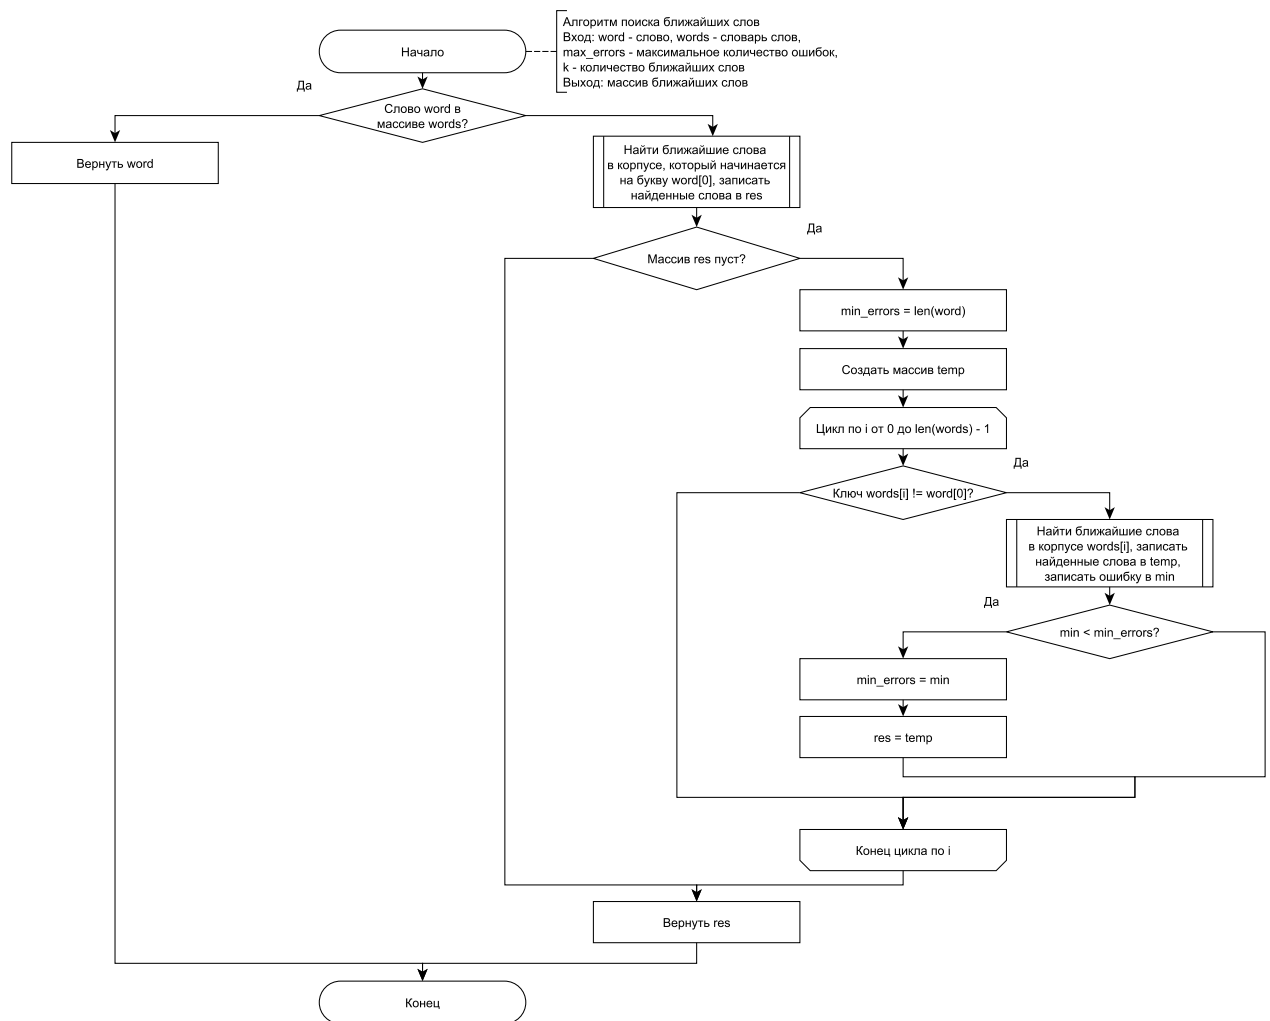 Начало
Алгоритм поиска ближайших слов
Вход: word - слово, words - словарь слов,
max_errors - максимальное количество ошибок,
k - количество ближайших слов
Выход: массив ближайших слов
Да
Слово word в
массиве words?
Вернуть word
Найти ближайшие слова
в корпусе, который начинается
на букву word[0], записать
найденные слова в res
Да
Массив res пуст?
min_errors = len(word)
Создать массив temp
Цикл по i от 0 до len(words) - 1
Да
Ключ words[i] != word[0]?
Найти ближайшие слова
в корпусе words[i], записать
найденные слова в temp,
записать ошибку в min
Да
min < min_errors?
min_errors = min
res = temp
Конец цикла по i
Вернуть res
Конец